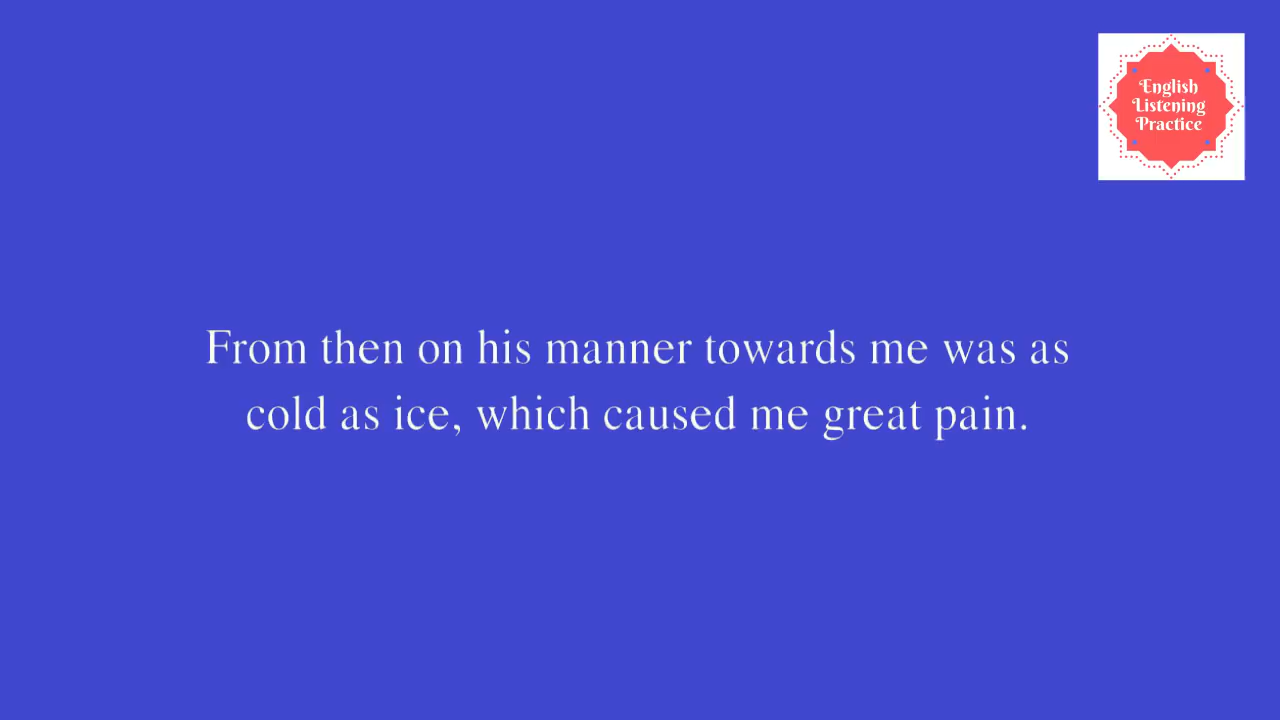 English
Listening
Practice
From then on his manner towards me was as
cold as ice, which caused me great pain.